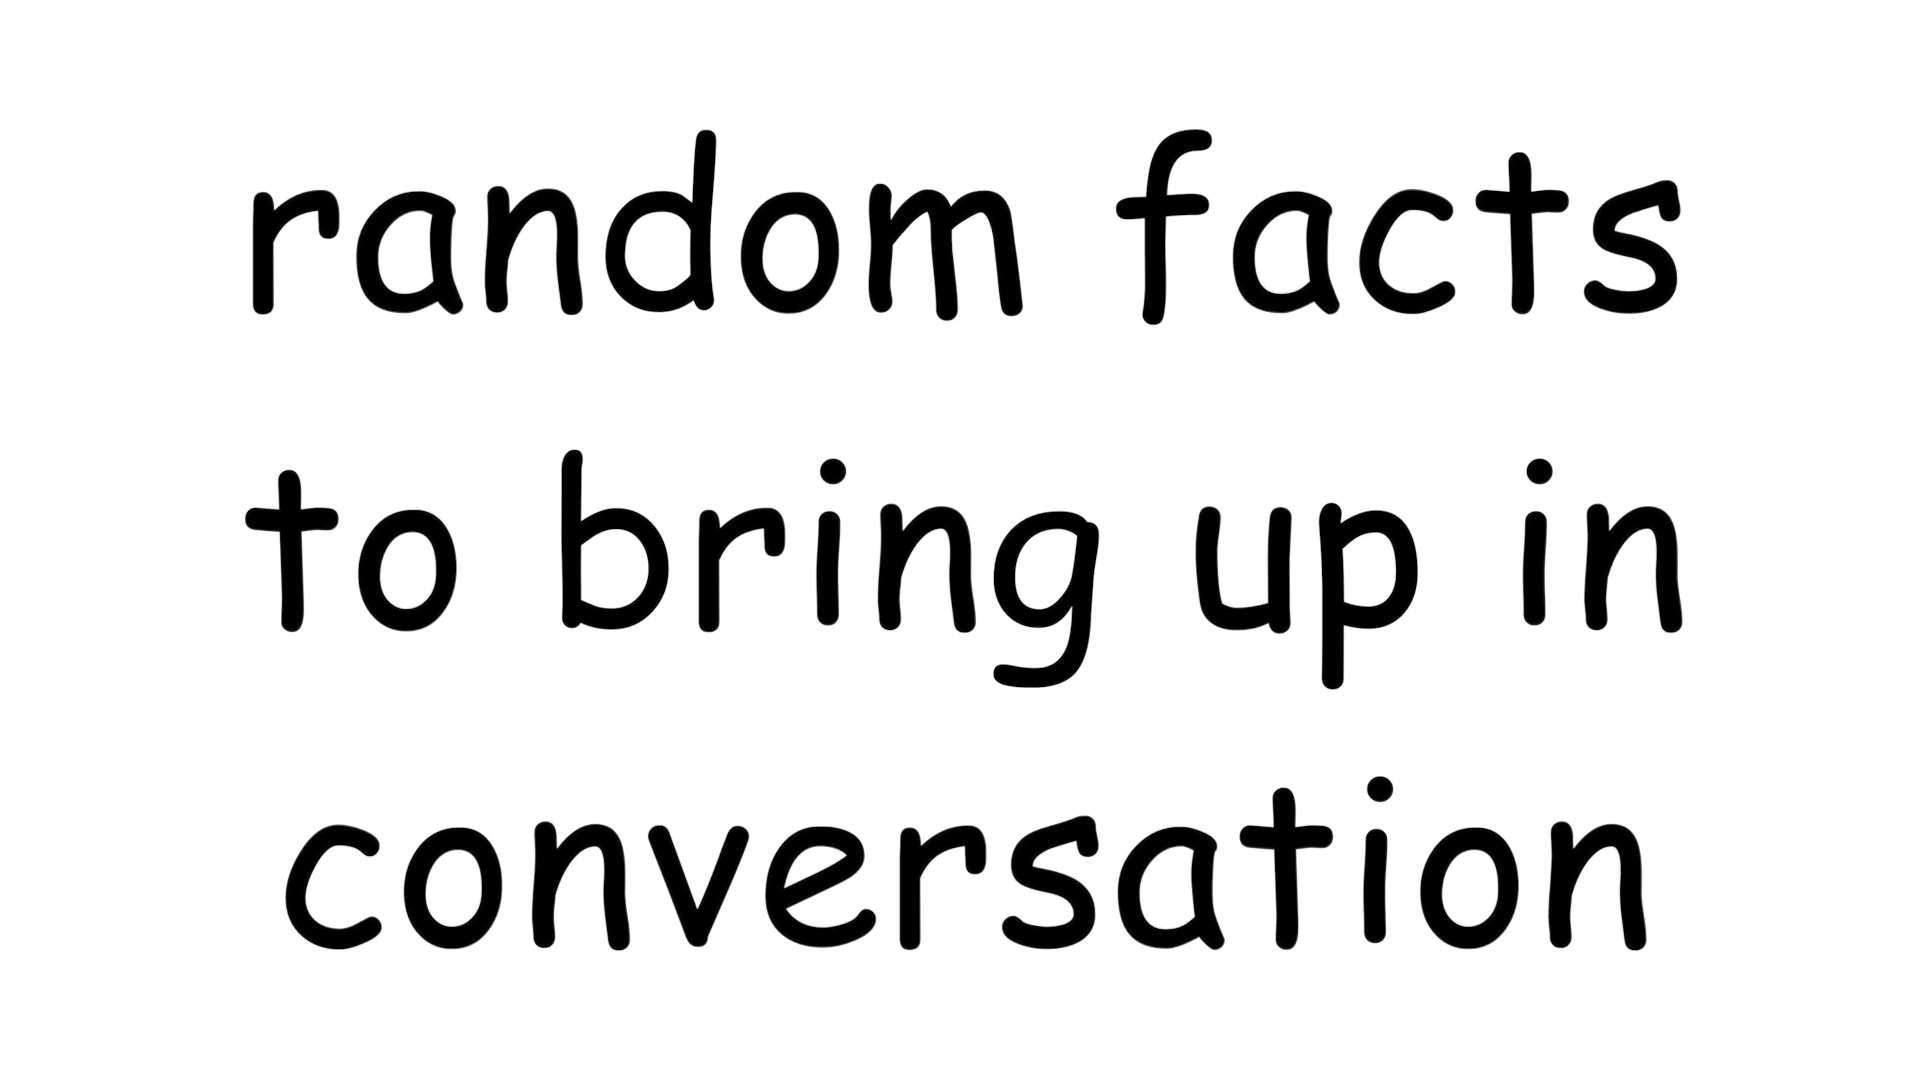 random facts
to bring up in
conversation